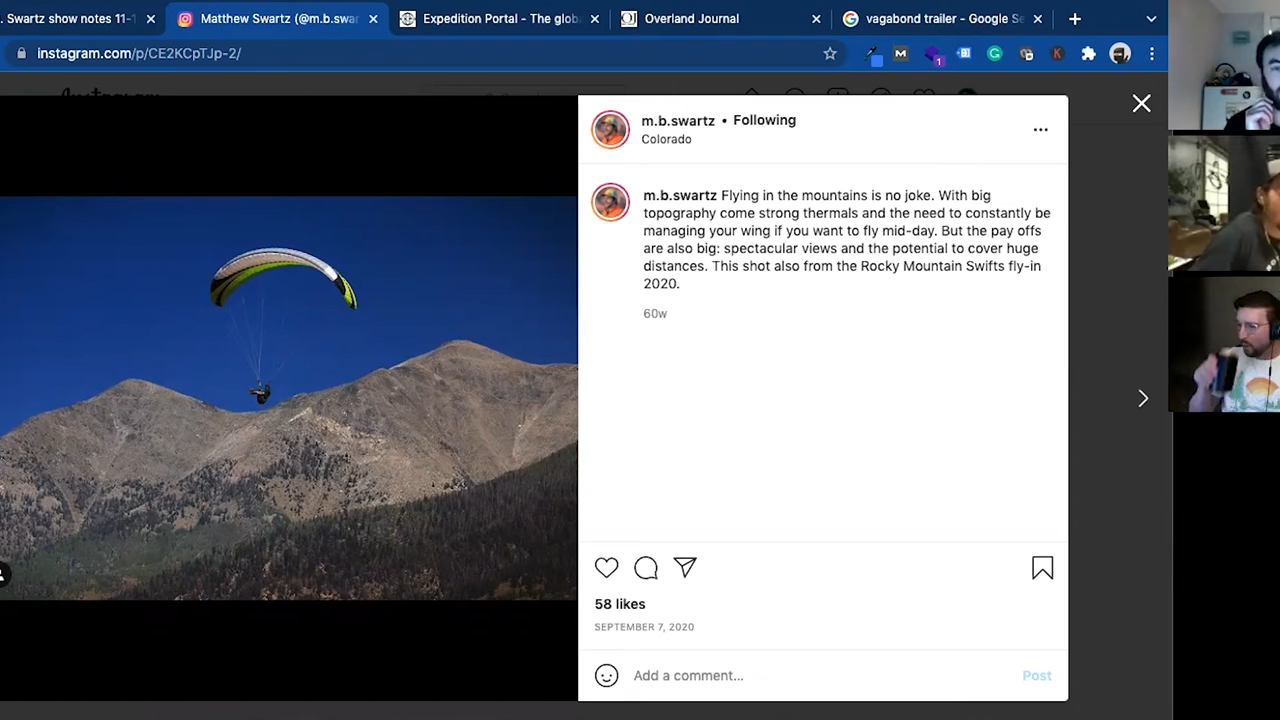 . Swartz show notes 11-1
Matthew Swartz (@m.b.swar
Expedition Portal - The glob
Overland Journal
vagabond trailer - Google Se
instagram.com/p/CE2KCpTJp-2/
m.b.swartz • Following
Colorado
m.b.swartz Flying in the mountains is no joke. With big
topography come strong thermals and the need to constantly be
managing your wing if you want to fly mid-day. But the pay offs
are also big: spectacular views and the potential to cover huge
distances. This shot also from the Rocky Mountain Swifts fly-in
2020.
60w
58 likes
SEPTEMBER 7, 2020
Add a comment...
Post